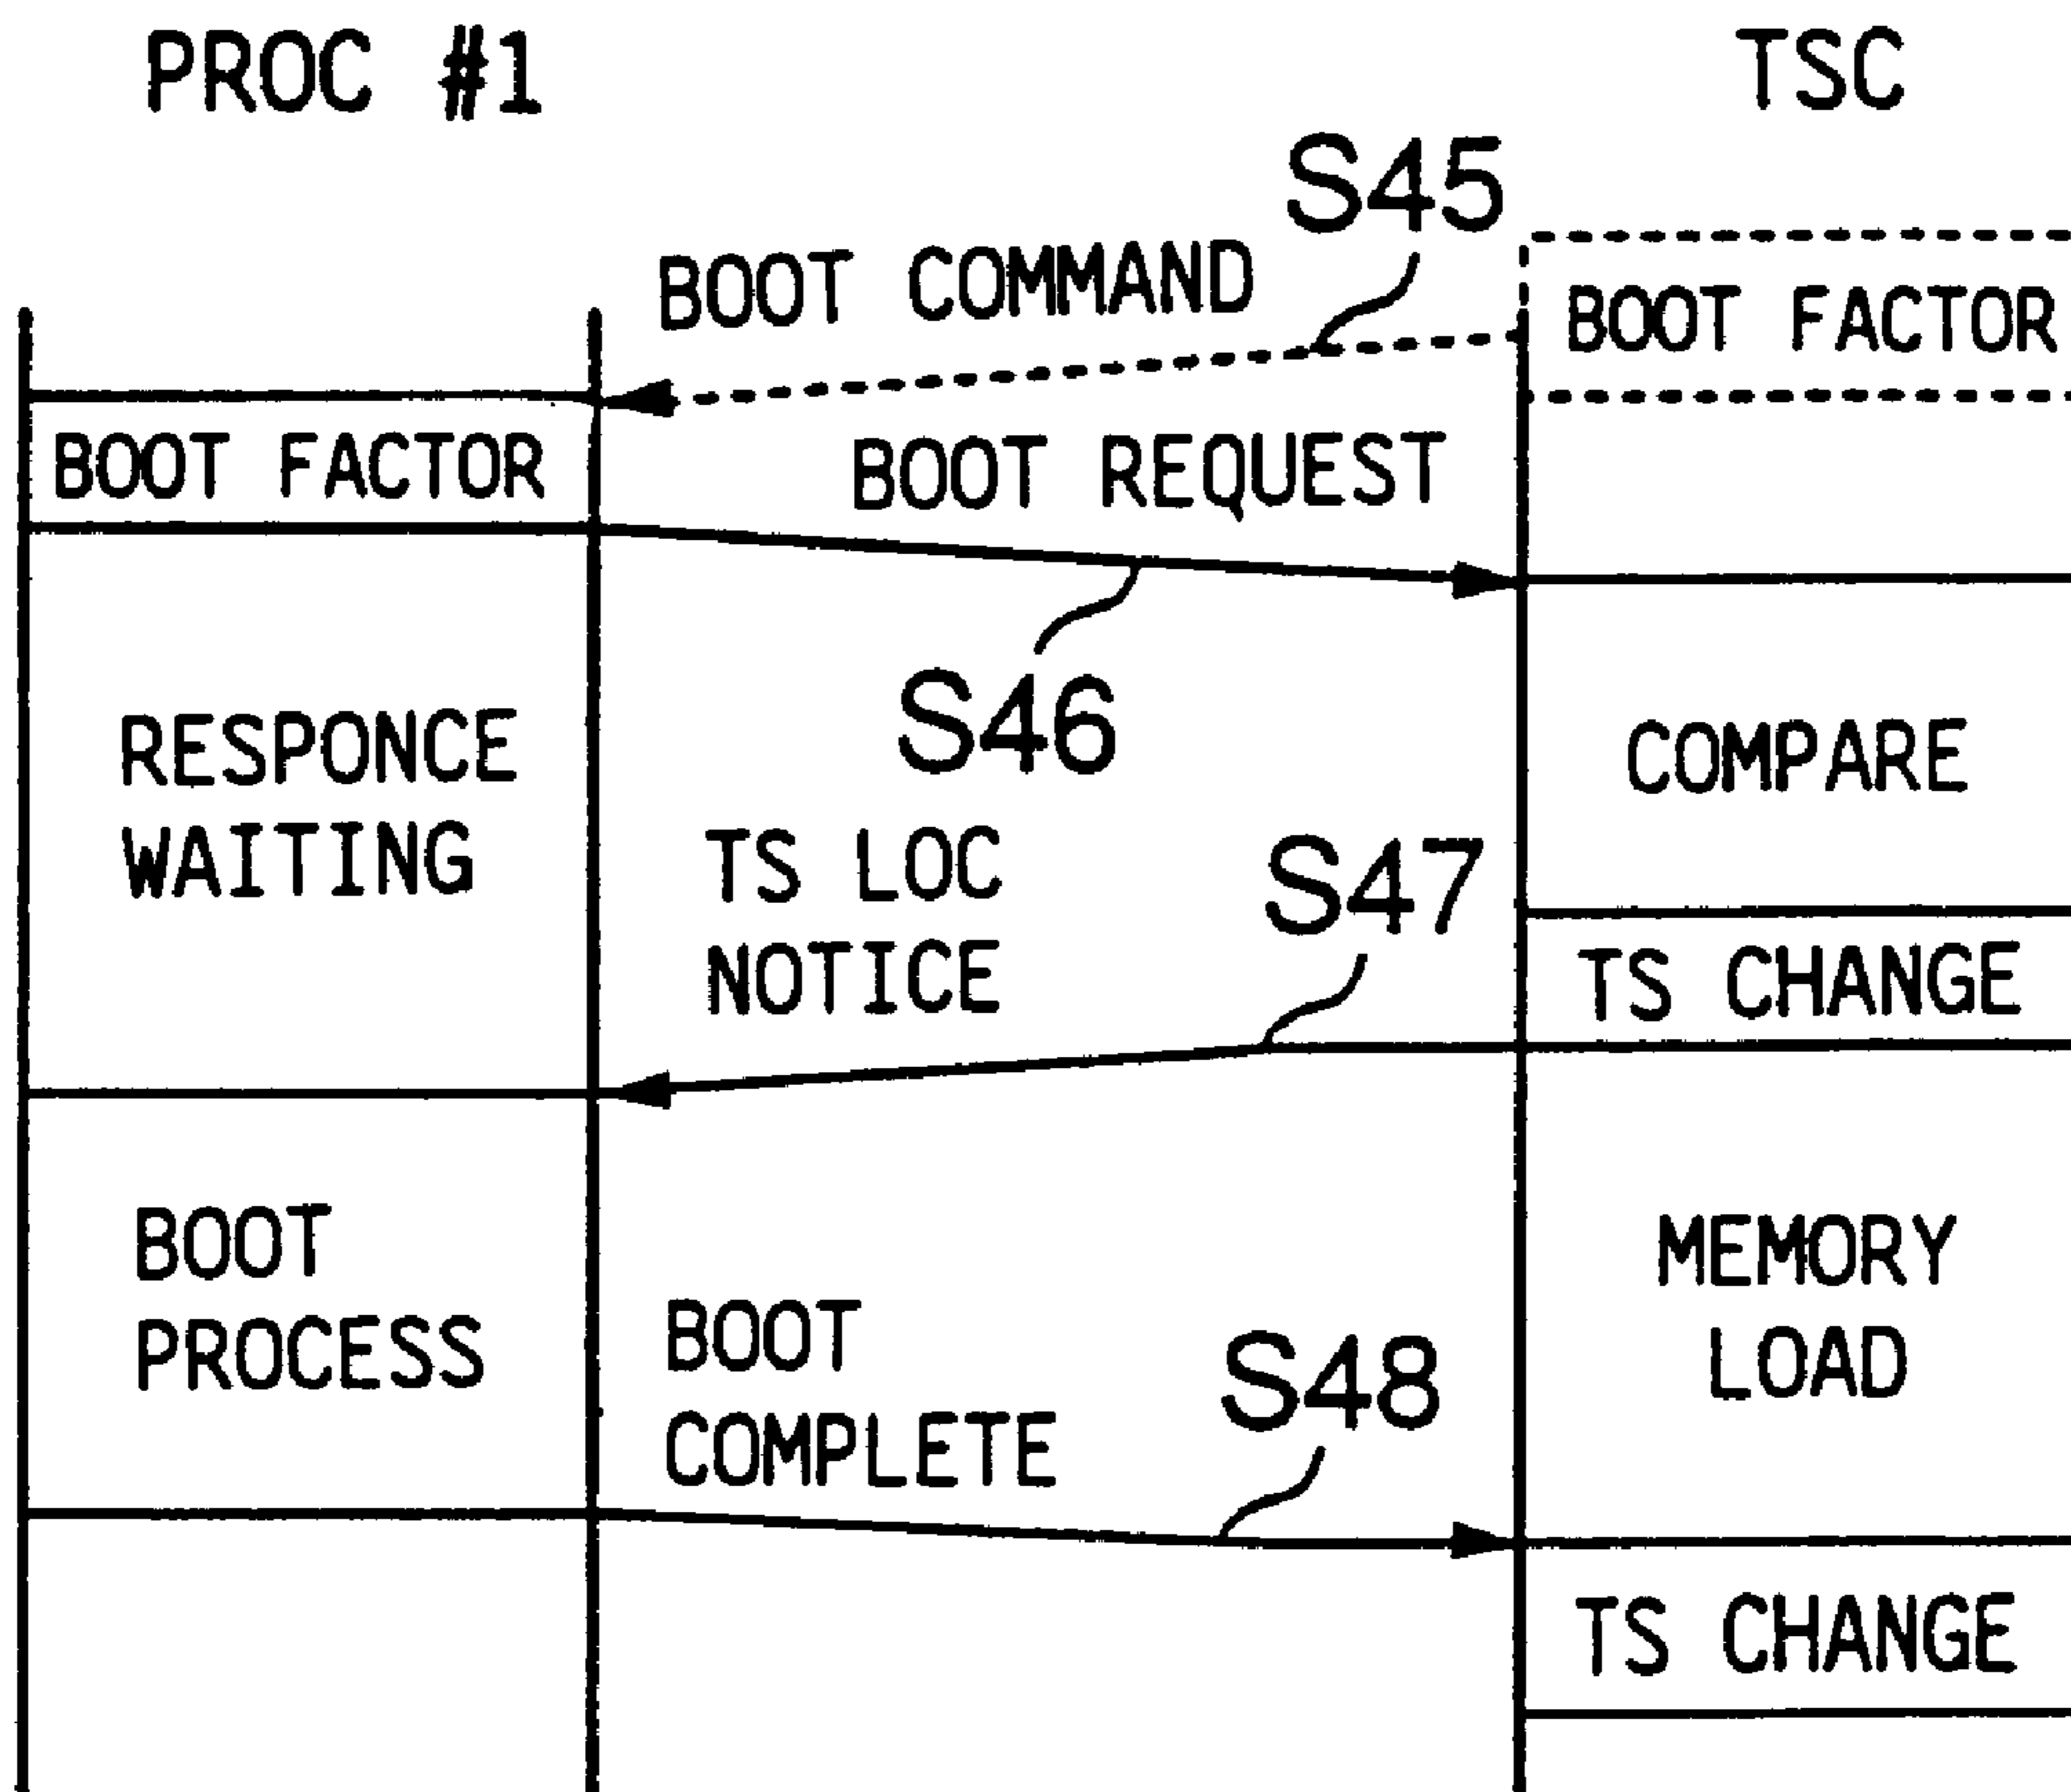 PROC #1
TSC
S45
BOOT COMMAND
BOOT FACTOR
BOOT FACTOR
BOOT REQUEST
S46
RESPONCE
WAITING
COMPARE
TS LOC
NOTICE
S47
TS CHANGE
BOOT
PROCESS
BOOT
COMPLETE
S48
MEMORY
LOAD
TS CHANGE